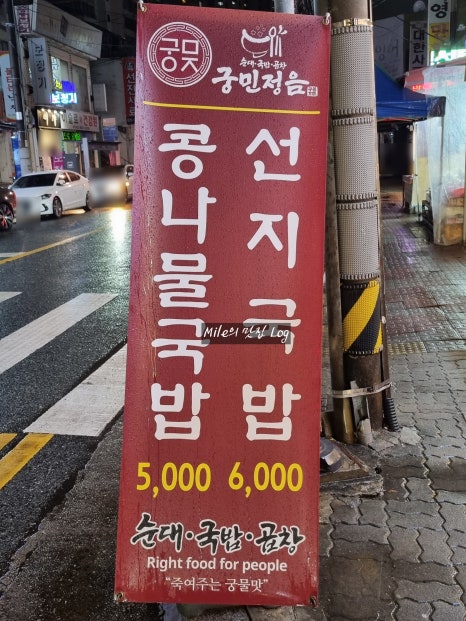 궁뭇
순대·국밥·곱창
궁민정음
콩나물국밥
5,000
선지국밥
6,000
Mile의 맛집 Log
순대·국밥·곱창
Right food for people
"죽여주는 궁물맛"